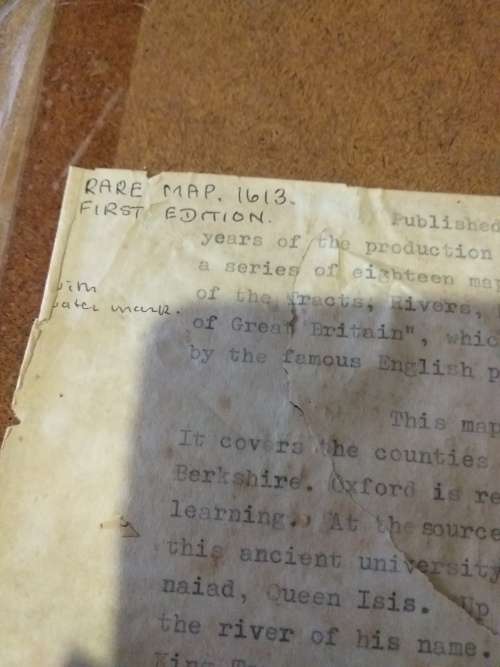 RARE MAP. 1613.
FIRST EDITION.
Published
years of the production
a series of eighteen map
with
of the Tracts, Rivers,
water mark.
of Great Britain", whic
by the famous English p
This map
It covers the counties
Berkshire. Oxford is re
learning. At the source
this ancient university
naiad, Queen Isis. Up
the river of his name.
King